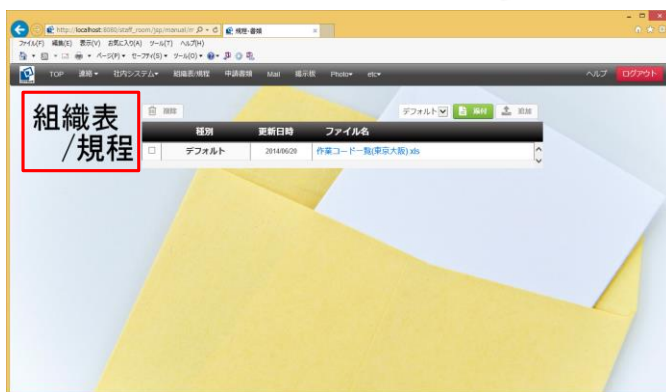 http://localhost:8080/staff_room/jsp/manual/m
規程・書類
ファイル(F) 編集(E) 表示(V) お気に入り(A) ツール(T) ヘルプ(H)
ページ(P) セーフティ(S) ツール(O)
TOP 連絡 社内システム 組織表/規程 申請書類 Mail 掲示板 Photo etc ヘルプ ログアウト
組織表
/規程
削除 デフォルト 添付 追加
種別 更新日時 ファイル名
デフォルト 2014/06/20 作業コード一覧(東京大阪).xls